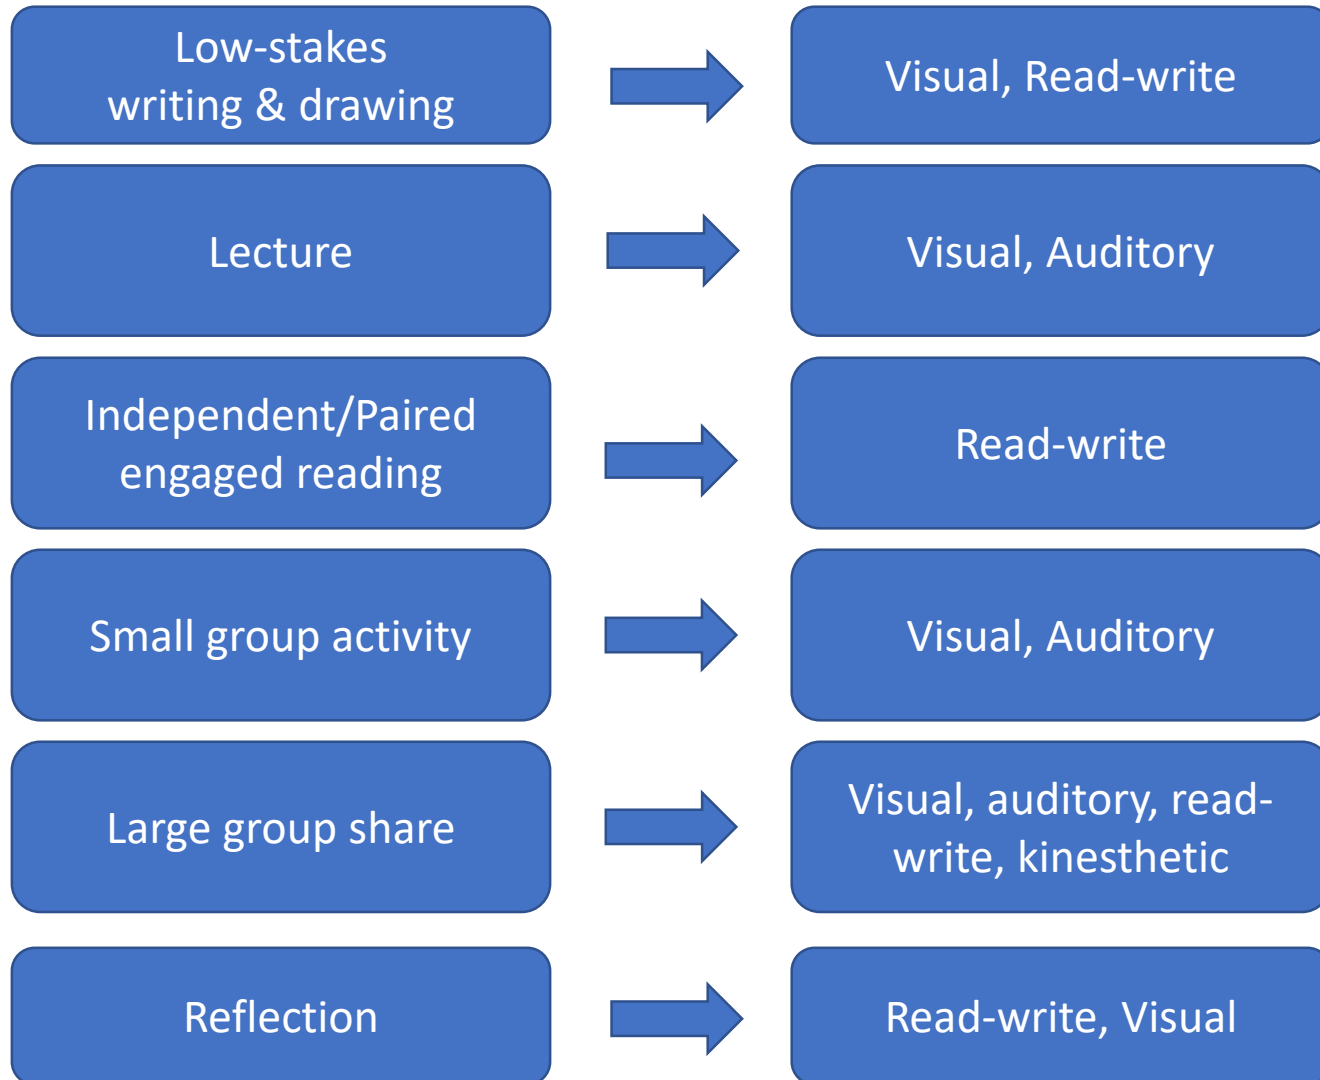 Low-stakes
writing & drawing
Visual, Read-write
Lecture
Visual, Auditory
Independent/Paired
engaged reading
Read-write
Small group activity
Visual, Auditory
Large group share
Visual, auditory, read-
write, kinesthetic
Reflection
Read-write, Visual